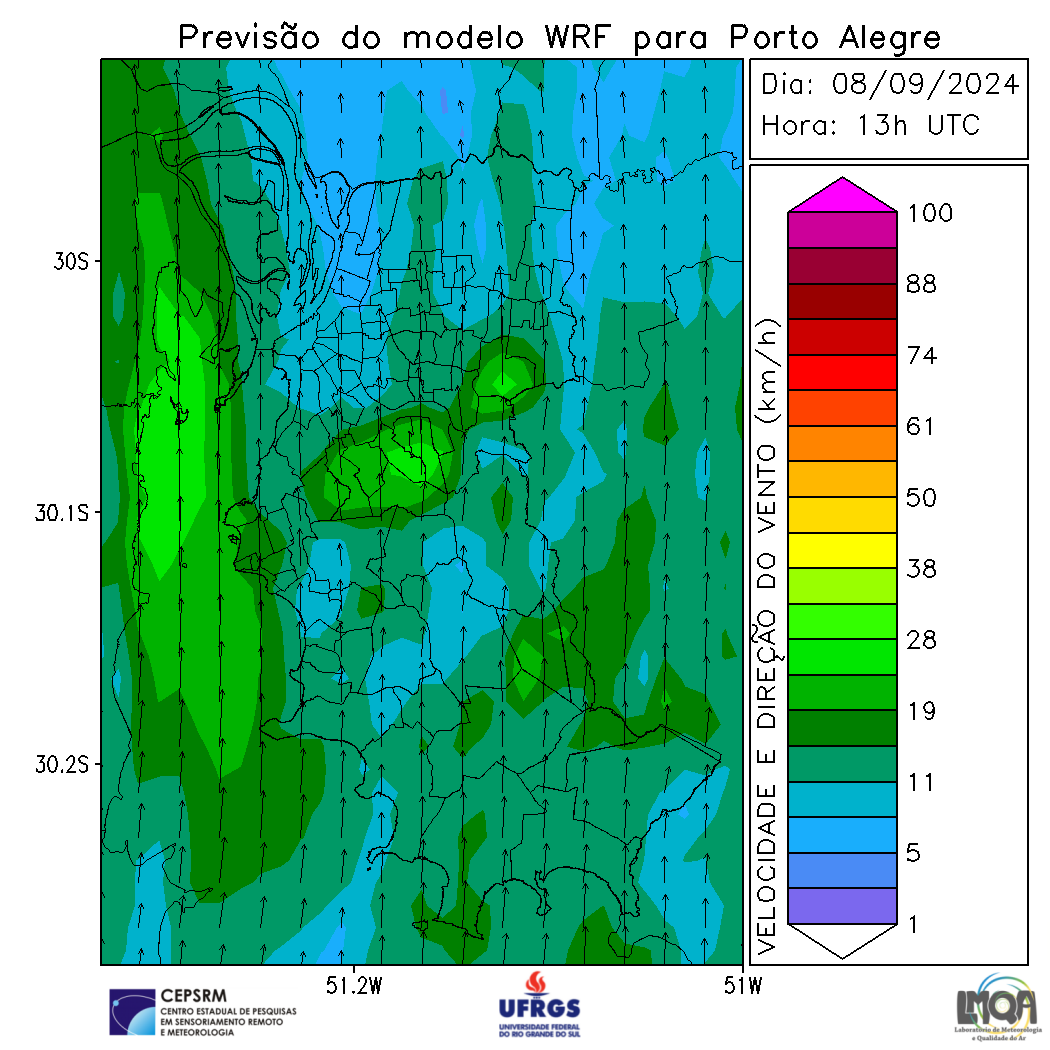 Previsão do modelo WRF para Porto Alegre
Dia: 08/09/2024
Hora: 13h UTC
30S
30.1S
30.2S
51.2W
51W
VELOCIDADE E DIREÇÃO DO VENTO (km/h)
100
88
74
61
50
38
28
19
11
5
1
CEPSRM
CENTRO ESTADUAL DE PESQUISAS
EM SENSORIAMENTO REMOTO
E METEOROLOGIA
UFRGS
UNIVERSIDADE FEDERAL
DO RIO GRANDE DO SUL
LMQA
Laboratório de Meteorologia
e Qualidade do Ar